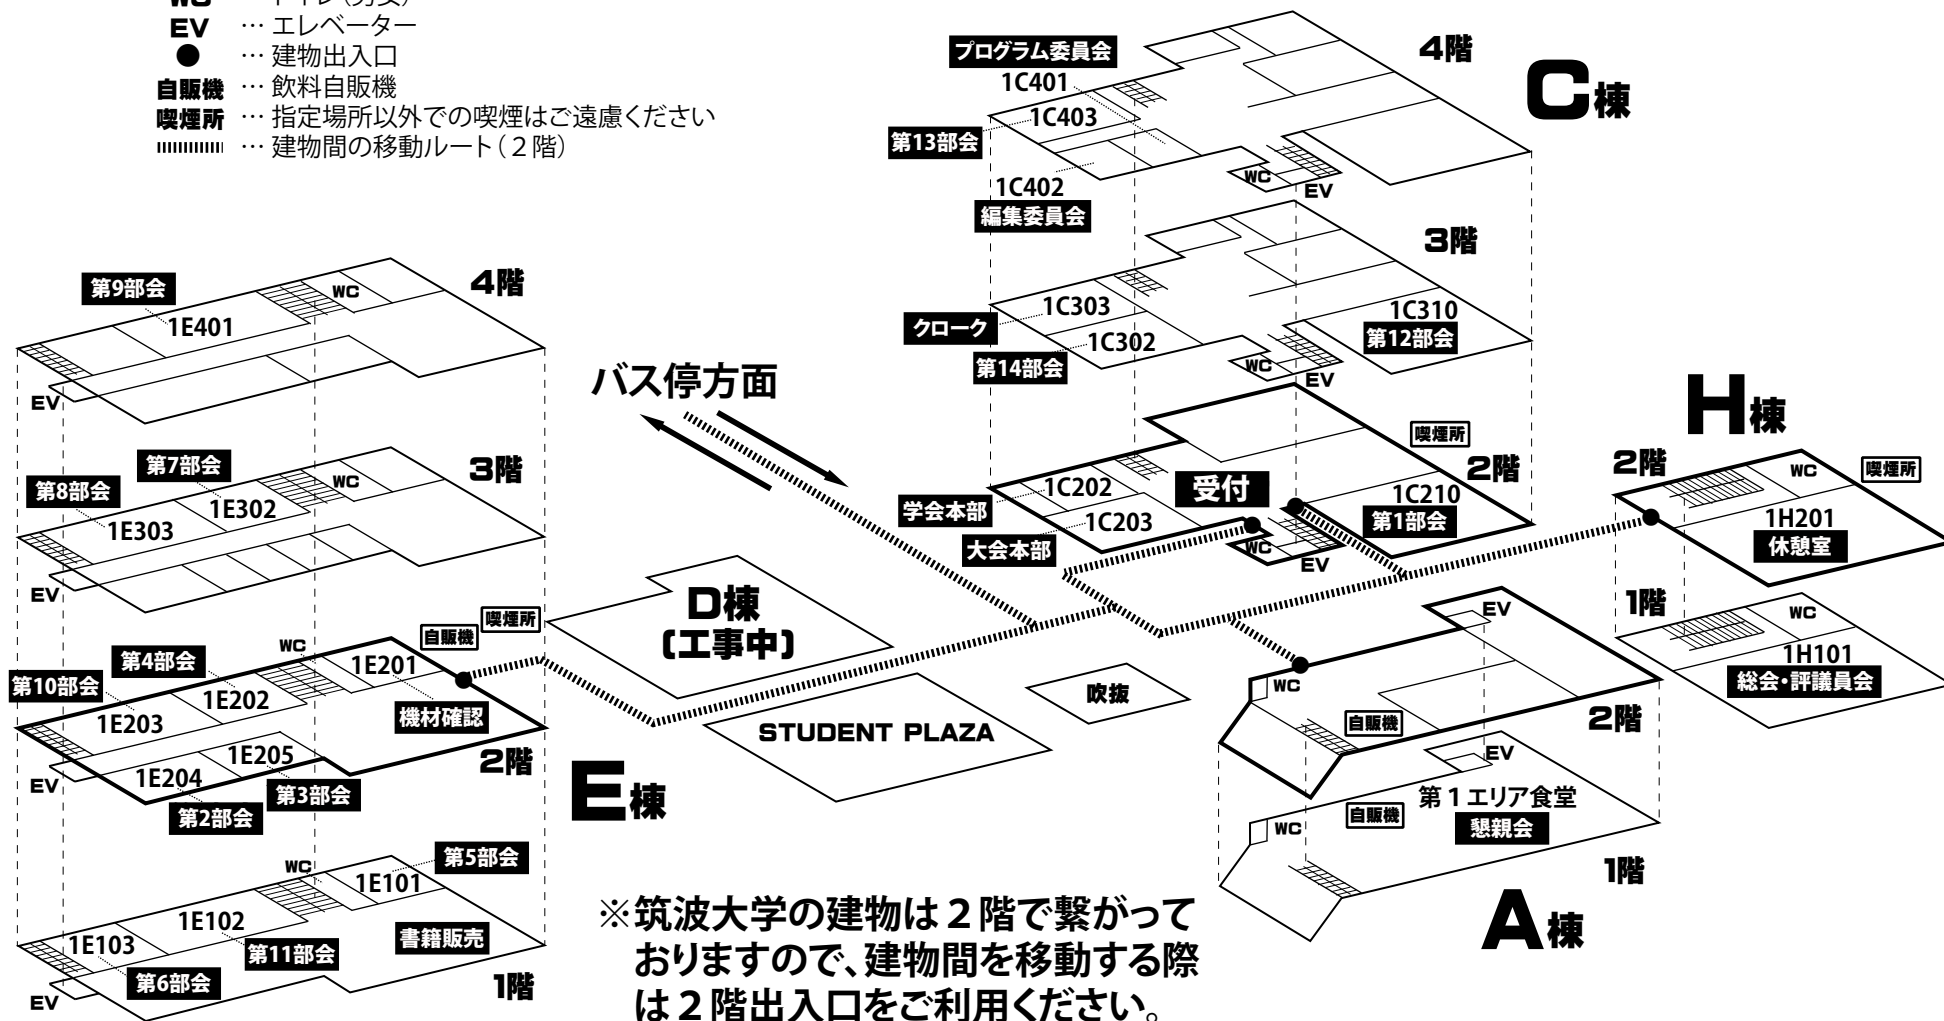 WC … トイレ（男女）
EV … エレベーター
● … 建物出入口
自販機 … 飲料自販機
喫煙所 … 指定場所以外での喫煙はご遠慮ください
… 建物間の移動ルート（２階）
C棟
4階
プログラム委員会
1C401
1C403
第13部会
1C402
編集委員会
WC
EV
3階
1C303
クローク
1C302
第14部会
1C310
第12部会
WC
EV
喫煙所
2階
1C202
学会本部
1C203
大会本部
受付
1C210
第1部会
WC
EV
バス停方面
H棟
2階
WC
喫煙所
1H201
休憩室
1階
WC
1H101
総会・評議員会
4階
第9部会
1E401
WC
EV
3階
第7部会
第8部会
1E302
1E303
WC
EV
喫煙所
自販機
WC
第4部会
第10部会
1E201
1E202
1E203
機材確認
1E205
1E204
2階
第3部会
第2部会
EV
E棟
WC
第5部会
1E101
1E102
1E103
書籍販売
第11部会
第6部会
1階
EV
D棟
（工事中）
STUDENT PLAZA
吹抜
EV
WC
自販機
2階
EV
第１エリア食堂
自販機
懇親会
WC
1階
A棟
※筑波大学の建物は２階で繋がって
おりますので、建物間を移動する際
は２階出入口をご利用ください。